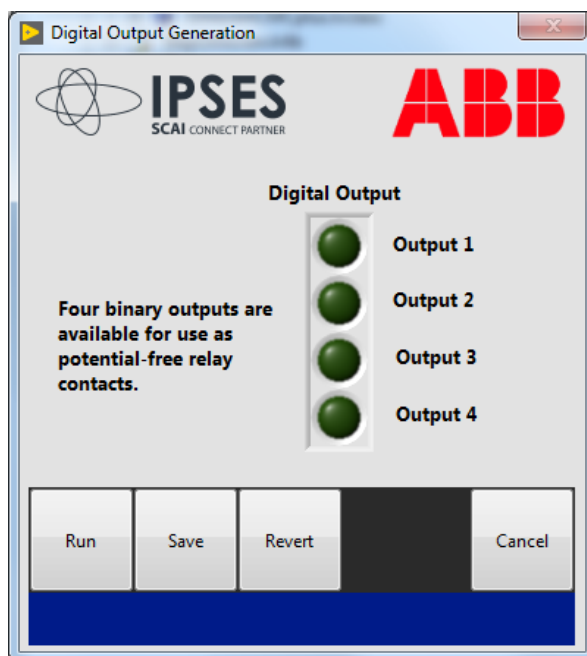 Digital Output Generation
IPSES
SCAI CONNECT PARTNER
ABB
Digital Output
Output 1
Output 2
Output 3
Output 4
Four binary outputs are
available for use as
potential-free relay
contacts.
Run
Save
Revert
Cancel